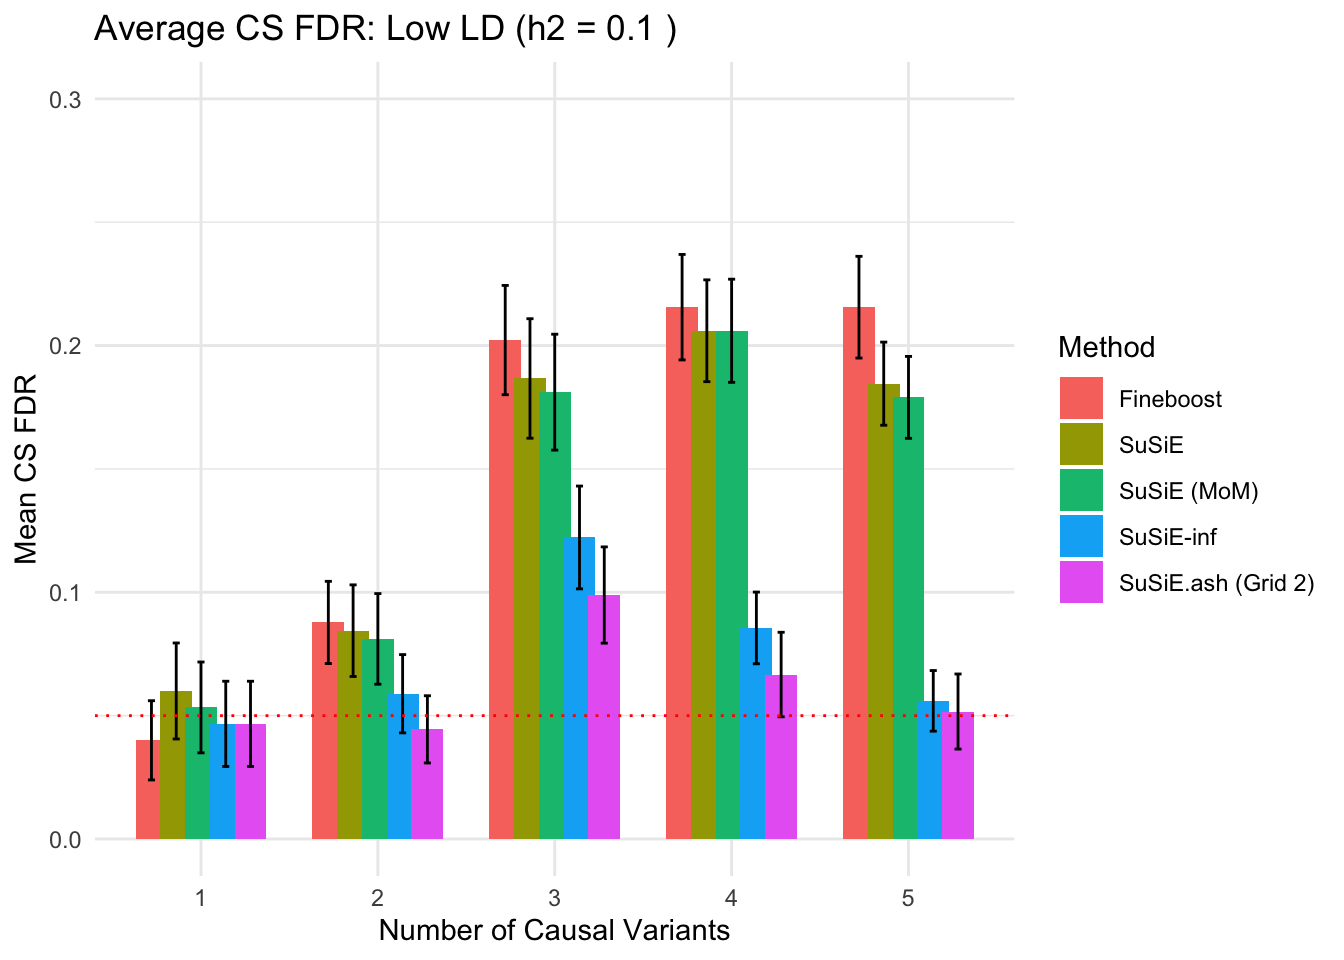 Average CS FDR: Low LD (h2 = 0.1 )
Mean CS FDR
0.3
0.2
0.1
0.0
1 2 3 4 5
Number of Causal Variants
Method
Fineboost
SuSiE
SuSiE (MoM)
SuSiE-inf
SuSiE.ash (Grid 2)